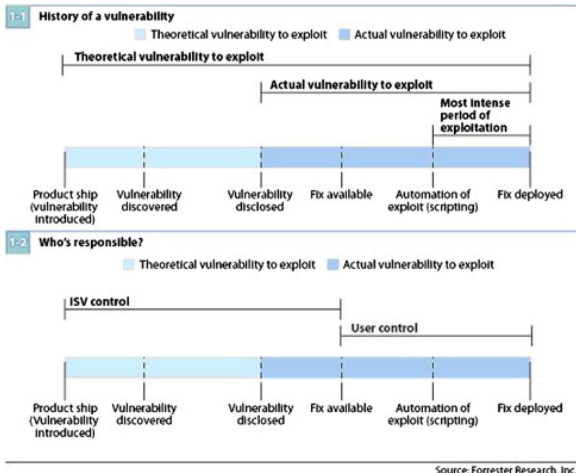 1-1 History of a vulnerability
Theoretical vulnerability to exploit Actual vulnerability to exploit
Theoretical vulnerability to exploit
Actual vulnerability to exploit
Most intense
period of
exploitation
Product ship
(vulnerability
introduced)
Vulnerability
discovered
Vulnerability
disclosed
Fix available
Automation of
exploit (scripting)
Fix deployed
1-2 Who's responsible?
Theoretical vulnerability to exploit Actual vulnerability to exploit
ISV control
User control
Product ship
(Vulnerability
introduced)
Vulnerability
discovered
Vulnerability
disclosed
Fix available
Automation of
exploit (scripting)
Fix deployed
Source: Forrester Research, Inc.